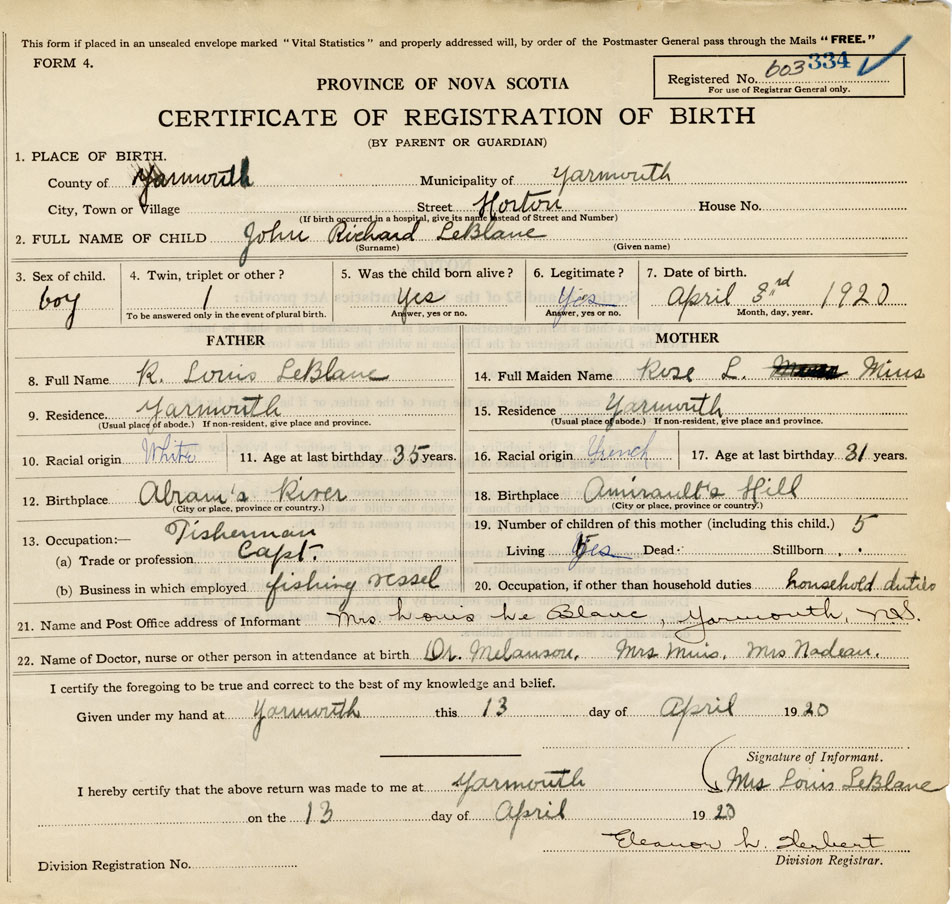 This form if placed in an unsealed envelope marked "Vital Statistics" and properly addressed will, by order of the Postmaster General pass through the Mails "FREE."
FORM 4.
Registered No. 603 334
For use of Registrar General only.
PROVINCE OF NOVA SCOTIA
CERTIFICATE OF REGISTRATION OF BIRTH
(BY PARENT OR GUARDIAN)
1. PLACE OF BIRTH.
County of Yarmouth Municipality of Yarmouth
City, Town or Village Street Horton House No.
(If birth occurred in a hospital, give its name instead of Street and Number)
2. FULL NAME OF CHILD John Richard LeBlanc
(Surname) (Given name)
3. Sex of child. 4. Twin, triplet or other? 5. Was the child born alive? 6. Legitimate? 7. Date of birth.
boy 1 Yes Yes April 3rd 1920
To be answered only in the event of plural birth. Answer, yes or no. Answer, yes or no. Month, day, year.
FATHER MOTHER
8. Full Name R. Louis LeBlanc 14. Full Maiden Name Rose L. Mius
9. Residence. Yarmouth 15. Residence Yarmouth
(Usual place of abode.) If non-resident, give place and province. (Usual place of abode.) If non-resident, give place and province.
10. Racial origin White 11. Age at last birthday 35 years. 16. Racial origin French 17. Age at last birthday 31 years.
12. Birthplace Abram's River 18. Birthplace Amirault's Hill
(City or place, province or country.) (City or place, province or country.)
13. Occupation:— Fisherman 19. Number of children of this mother (including this child.) 5
(a) Trade or profession Capt. Living Yes Dead Stillborn
(b) Business in which employed fishing vessel 20. Occupation, if other than household duties household duties
21. Name and Post Office address of Informant Mrs. Louis Le Blanc, Yarmouth, N.S.
22. Name of Doctor, nurse or other person in attendance at birth Dr. Melanson, Mrs Muis, Mrs Nadeau.
I certify the foregoing to be true and correct to the best of my knowledge and belief.
Given under my hand at Yarmouth this 13 day of April 1920
Signature of Informant.
I hereby certify that the above return was made to me at Yarmouth Mrs Louis LeBlanc
on the 13 day of April 1920
Eleanor W. Herbert
Division Registration No. Division Registrar.